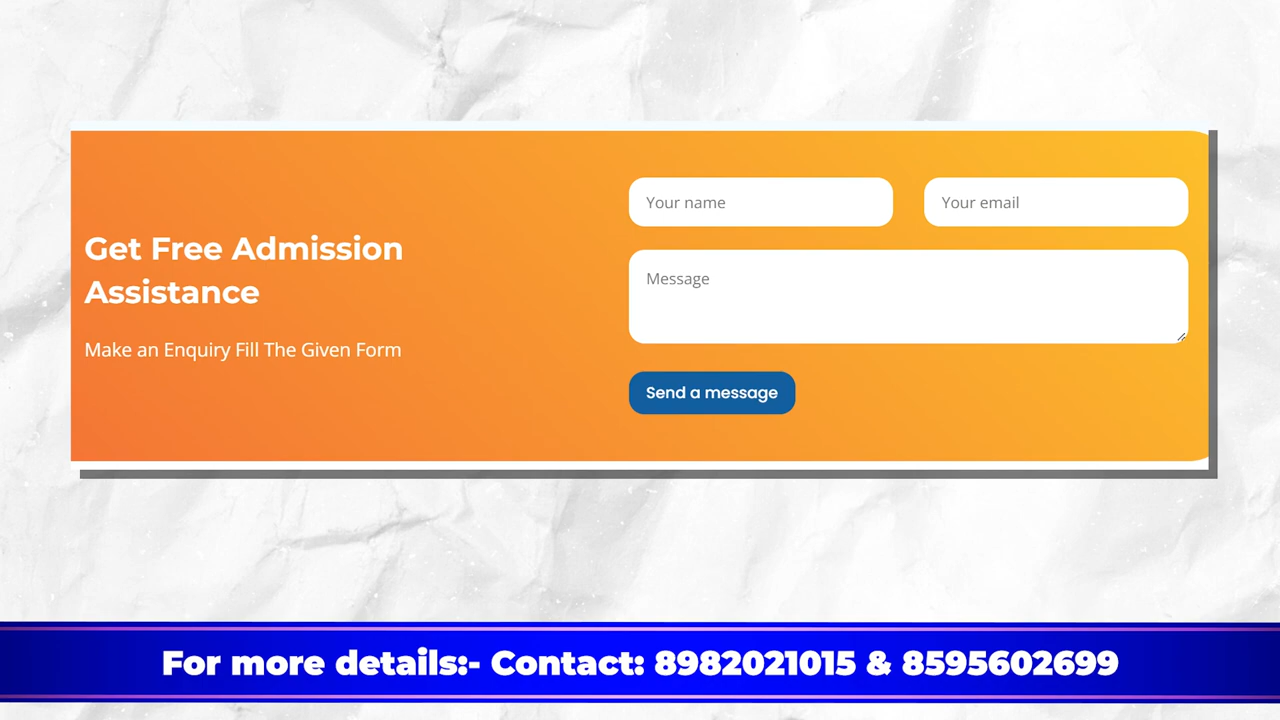 Get Free Admission
Assistance
Make an Enquiry Fill The Given Form
Your name
Your email
Message
Send a message
For more details:- Contact: 8982021015 & 8595602699